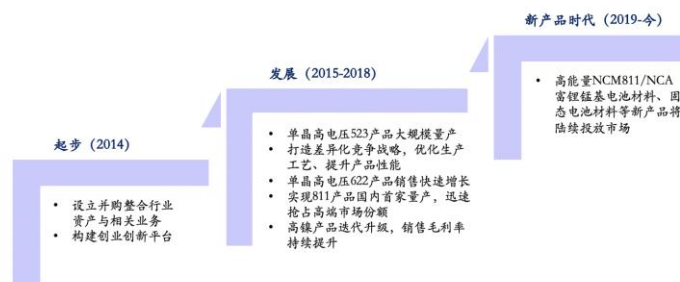 起步（2014）
• 设立并购整合行业
资产与相关业务
• 构建创业创新平台
发展（2015-2018）
• 单晶高电压523产品大规模量产
• 打造差异化竞争战略，优化生产
工艺、提升产品性能
• 单晶高电压622产品销售快速增长
• 实现811产品国内首家量产，迅速
抢占高端市场份额
• 高镍产品迭代升级，销售毛利率
持续提升
新产品时代（2019-今）
• 高能量NCM811/NCA
富锂锰基电池材料、固
态电池材料等新产品将
陆续投放市场